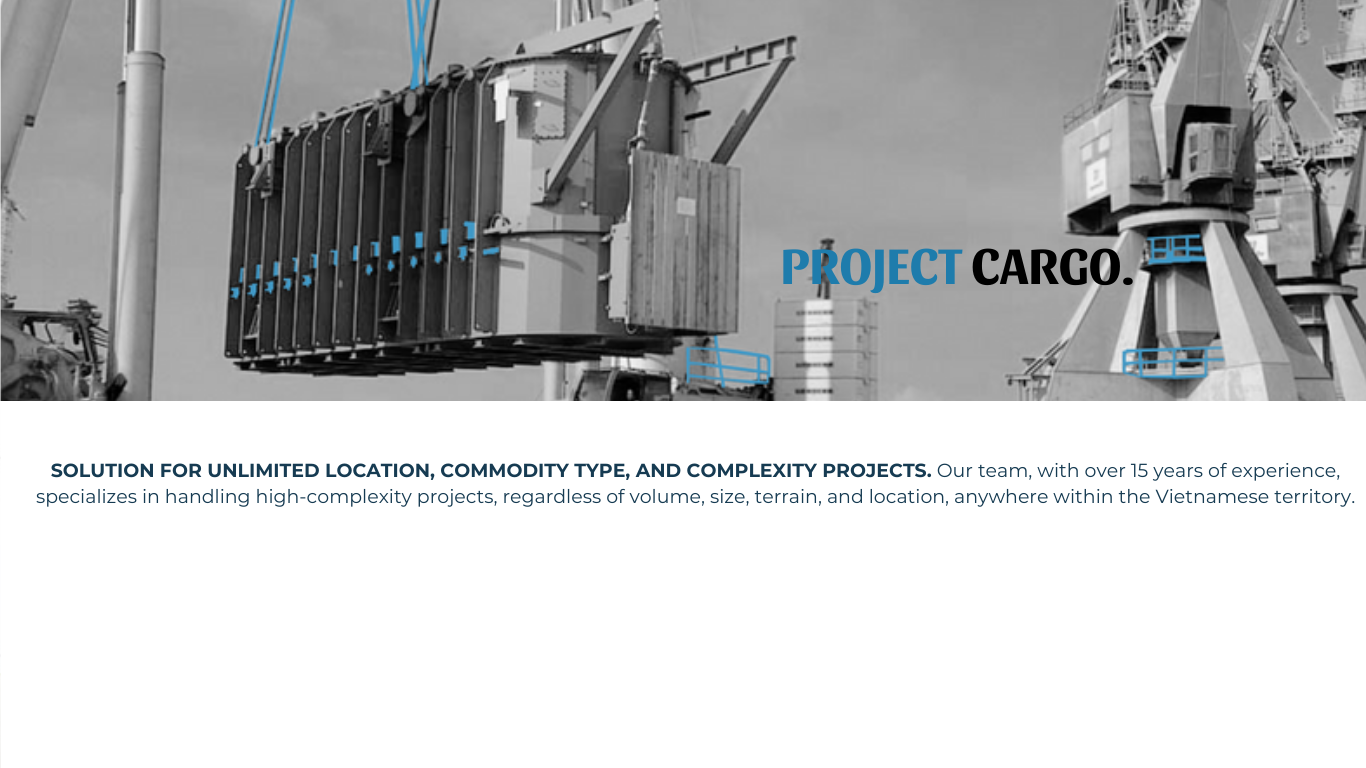 PROJECT CARGO.
SOLUTION FOR UNLIMITED LOCATION, COMMODITY TYPE, AND COMPLEXITY PROJECTS. Our team, with over 15 years of experience,
specializes in handling high-complexity projects, regardless of volume, size, terrain, and location, anywhere within the Vietnamese territory.